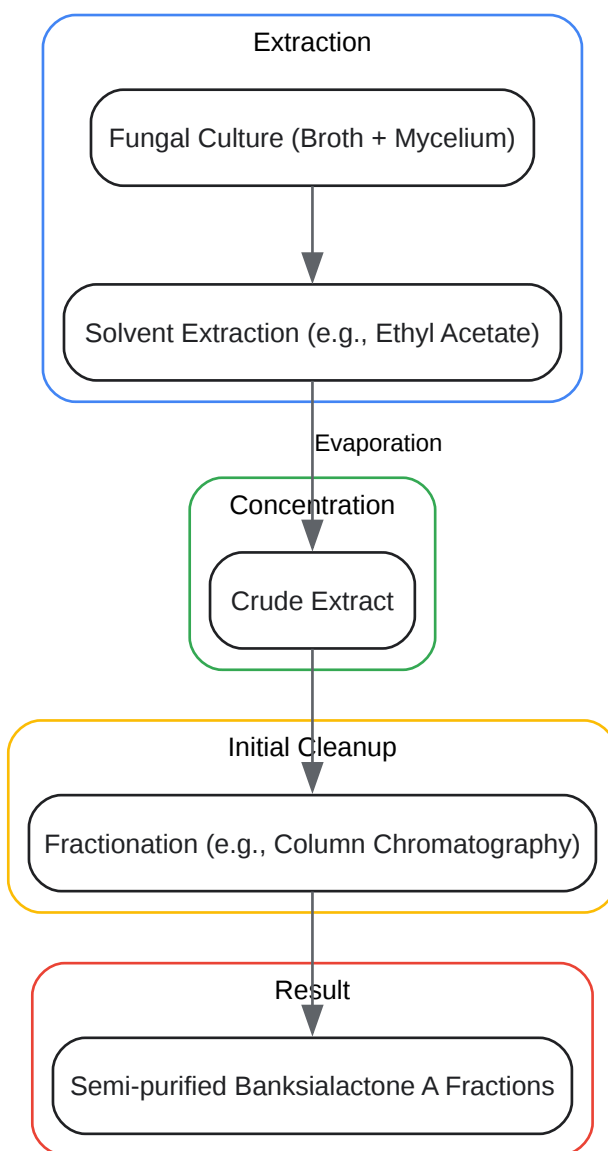 Extraction
Fungal Culture (Broth + Mycelium)
Solvent Extraction (e.g., Ethyl Acetate)
Evaporation
Concentration
Crude Extract
Initial Cleanup
Fractionation (e.g., Column Chromatography)
Result
Semi-purified Banksialactone A Fractions